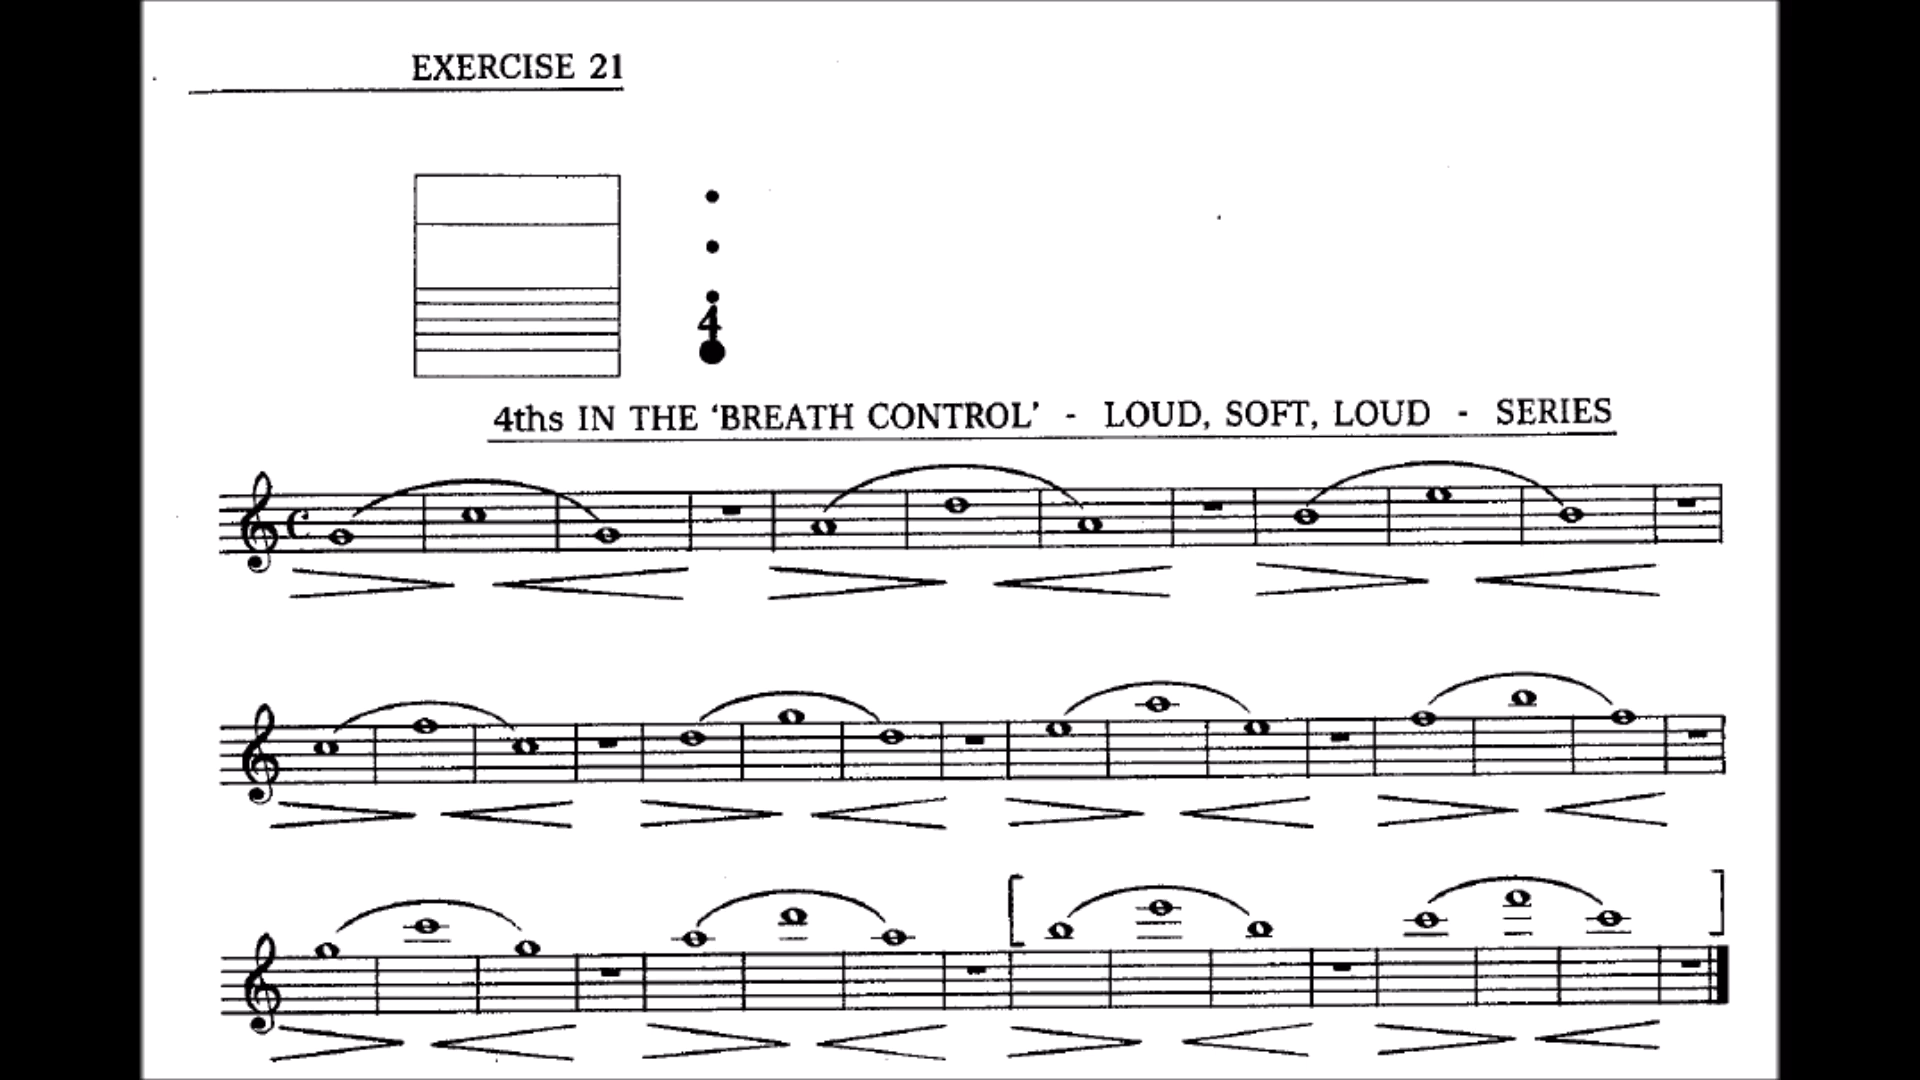 EXERCISE 21
4
4ths IN THE ‘BREATH CONTROL’ - LOUD, SOFT, LOUD - SERIES